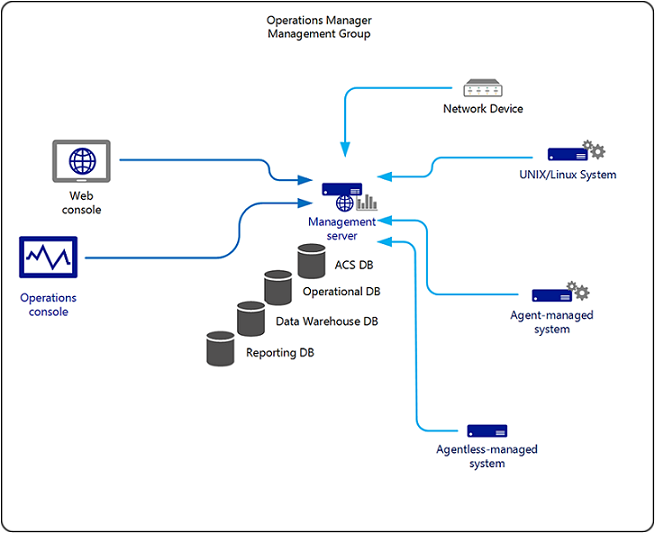 Operations Manager
Management Group
Network Device
UNIX/Linux System
Web
console
Management
server
ACS DB
Operational DB
Operations
console
Data Warehouse DB
Agent-managed
system
Reporting DB
Agentless-managed
system